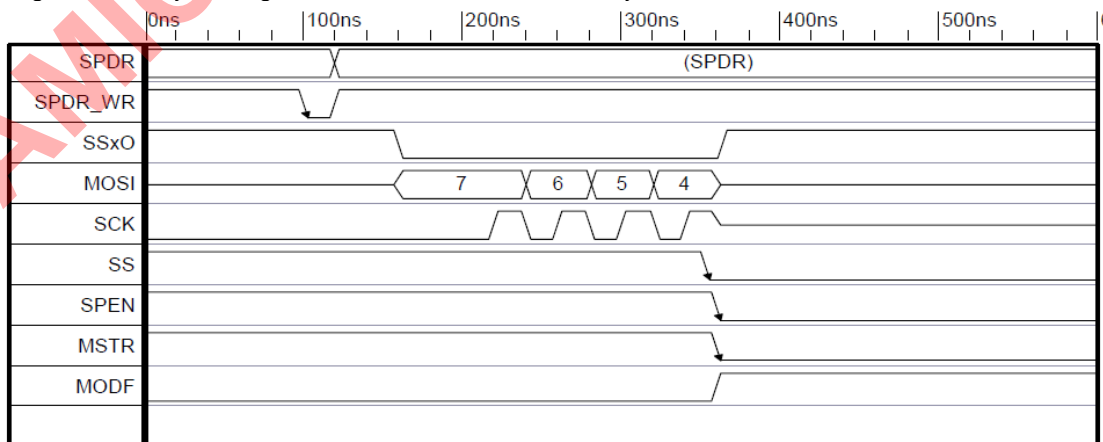 0ns 100ns 200ns 300ns 400ns 500ns
SPDR (SPDR)
SPDR_WR
SSxO
MOSI 7 6 5 4
SCK
SS
SPEN
MSTR
MODF